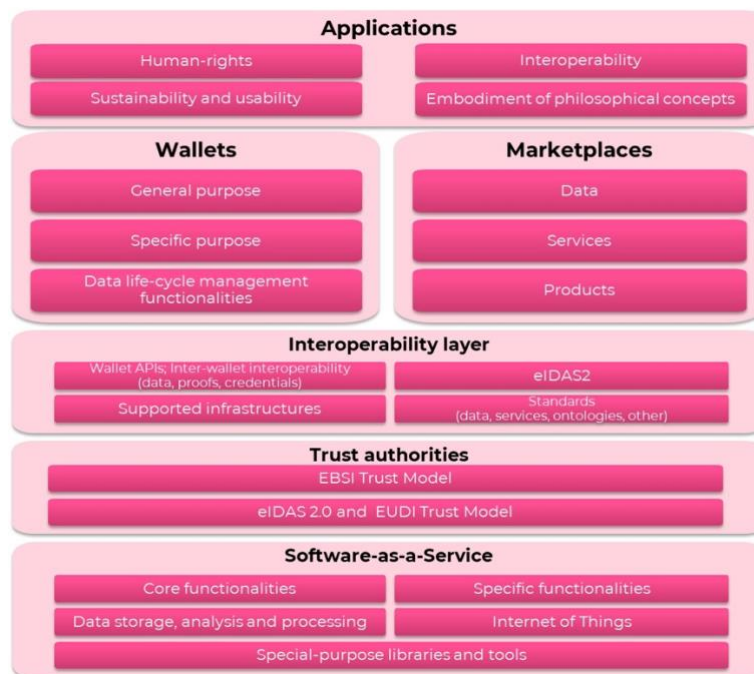 Applications
Human-rights
Interoperability
Sustainability and usability
Embodiment of philosophical concepts
Wallets
General purpose
Specific purpose
Data life-cycle management
functionalities
Marketplaces
Data
Services
Products
Interoperability layer
Wallet APIs; Inter-wallet interoperability
(data, proofs, credentials)
eIDAS2
Supported infrastructures
Standards
(data, services, ontologies, other)
Trust authorities
EBSI Trust Model
eIDAS 2.0 and EUDI Trust Model
Software-as-a-Service
Core functionalities
Specific functionalities
Data storage, analysis and processing
Internet of Things
Special-purpose libraries and tools